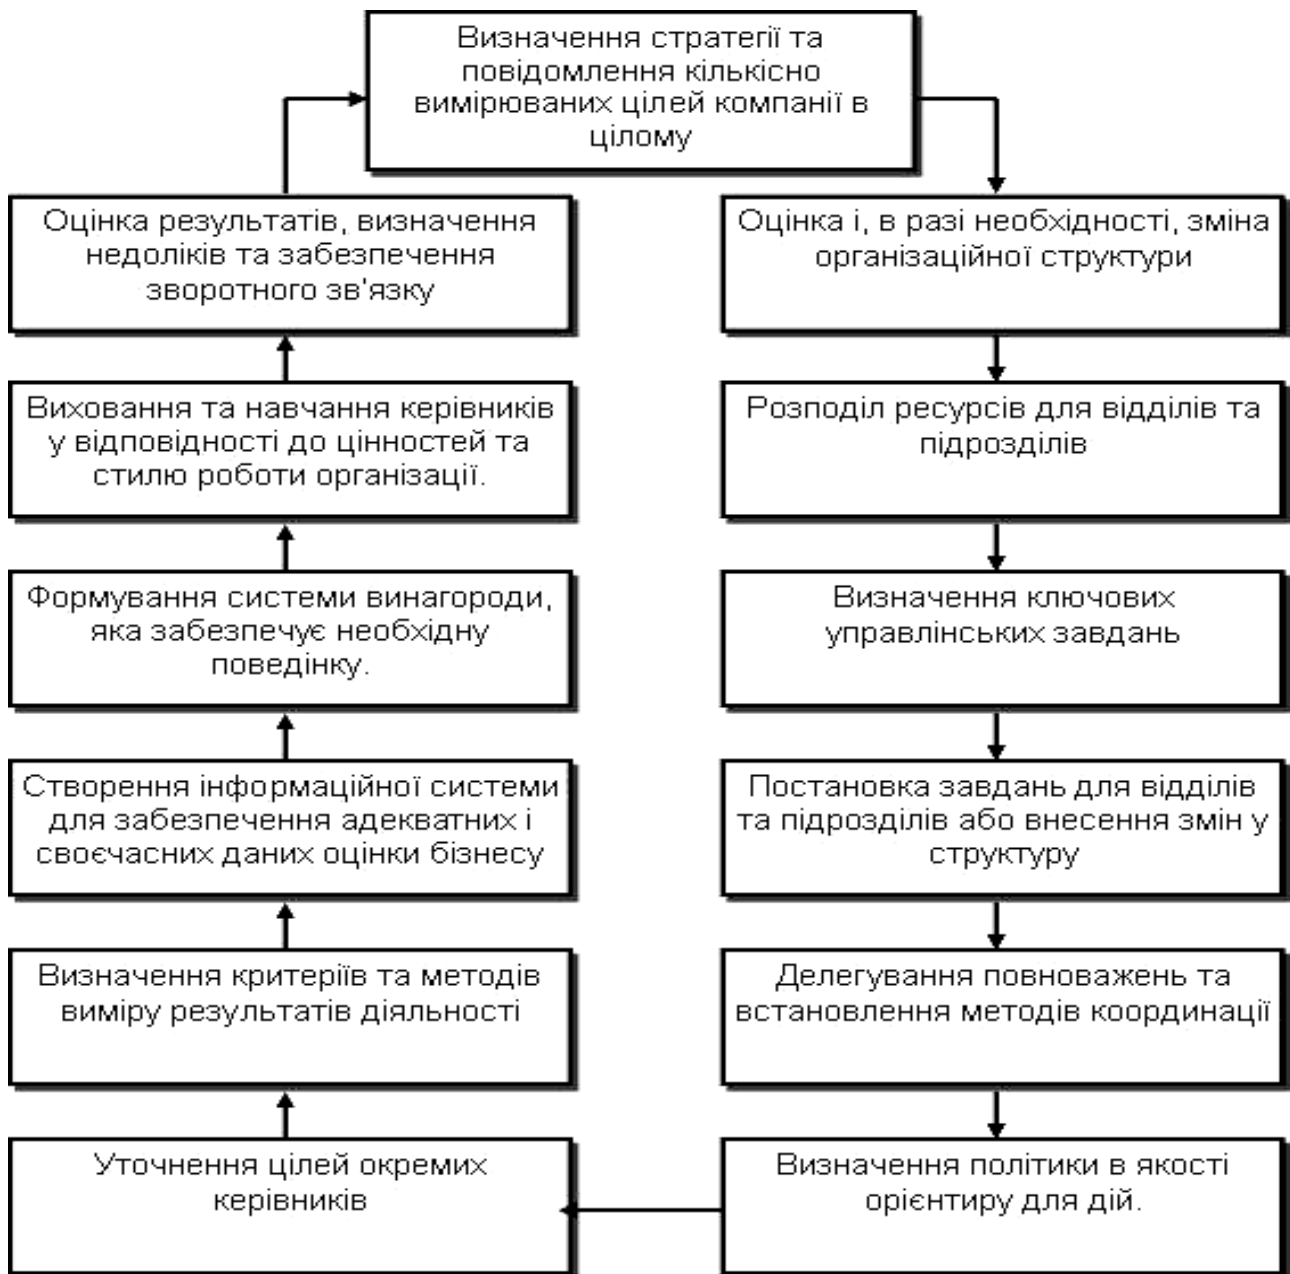 Визначення стратегії та
повідомлення кількісно
вимірюваних цілей компанії в
цілому
Оцінка результатів, визначення
недоліків та забезпечення
зворотного зв'язку
Оцінка і, в разі необхідності, зміна
організаційної структури
Виховання та навчання керівників
у відповідності до цінностей та
стилю роботи організації.
Розподіл ресурсів для відділів та
підрозділів
Формування системи винагороди,
яка забезпечує необхідну
поведінку.
Визначення ключових
управлінських завдань
Створення інформаційної системи
для забезпечення адекватних і
своєчасних даних оцінки бізнесу
Постановка завдань для відділів
та підрозділів або внесення змін у
структуру
Визначення критеріїв та методів
виміру результатів діяльності
Делегування повноважень та
встановлення методів координації
Уточнення цілей окремих
керівників
Визначення політики в якості
орієнтиру для дій.